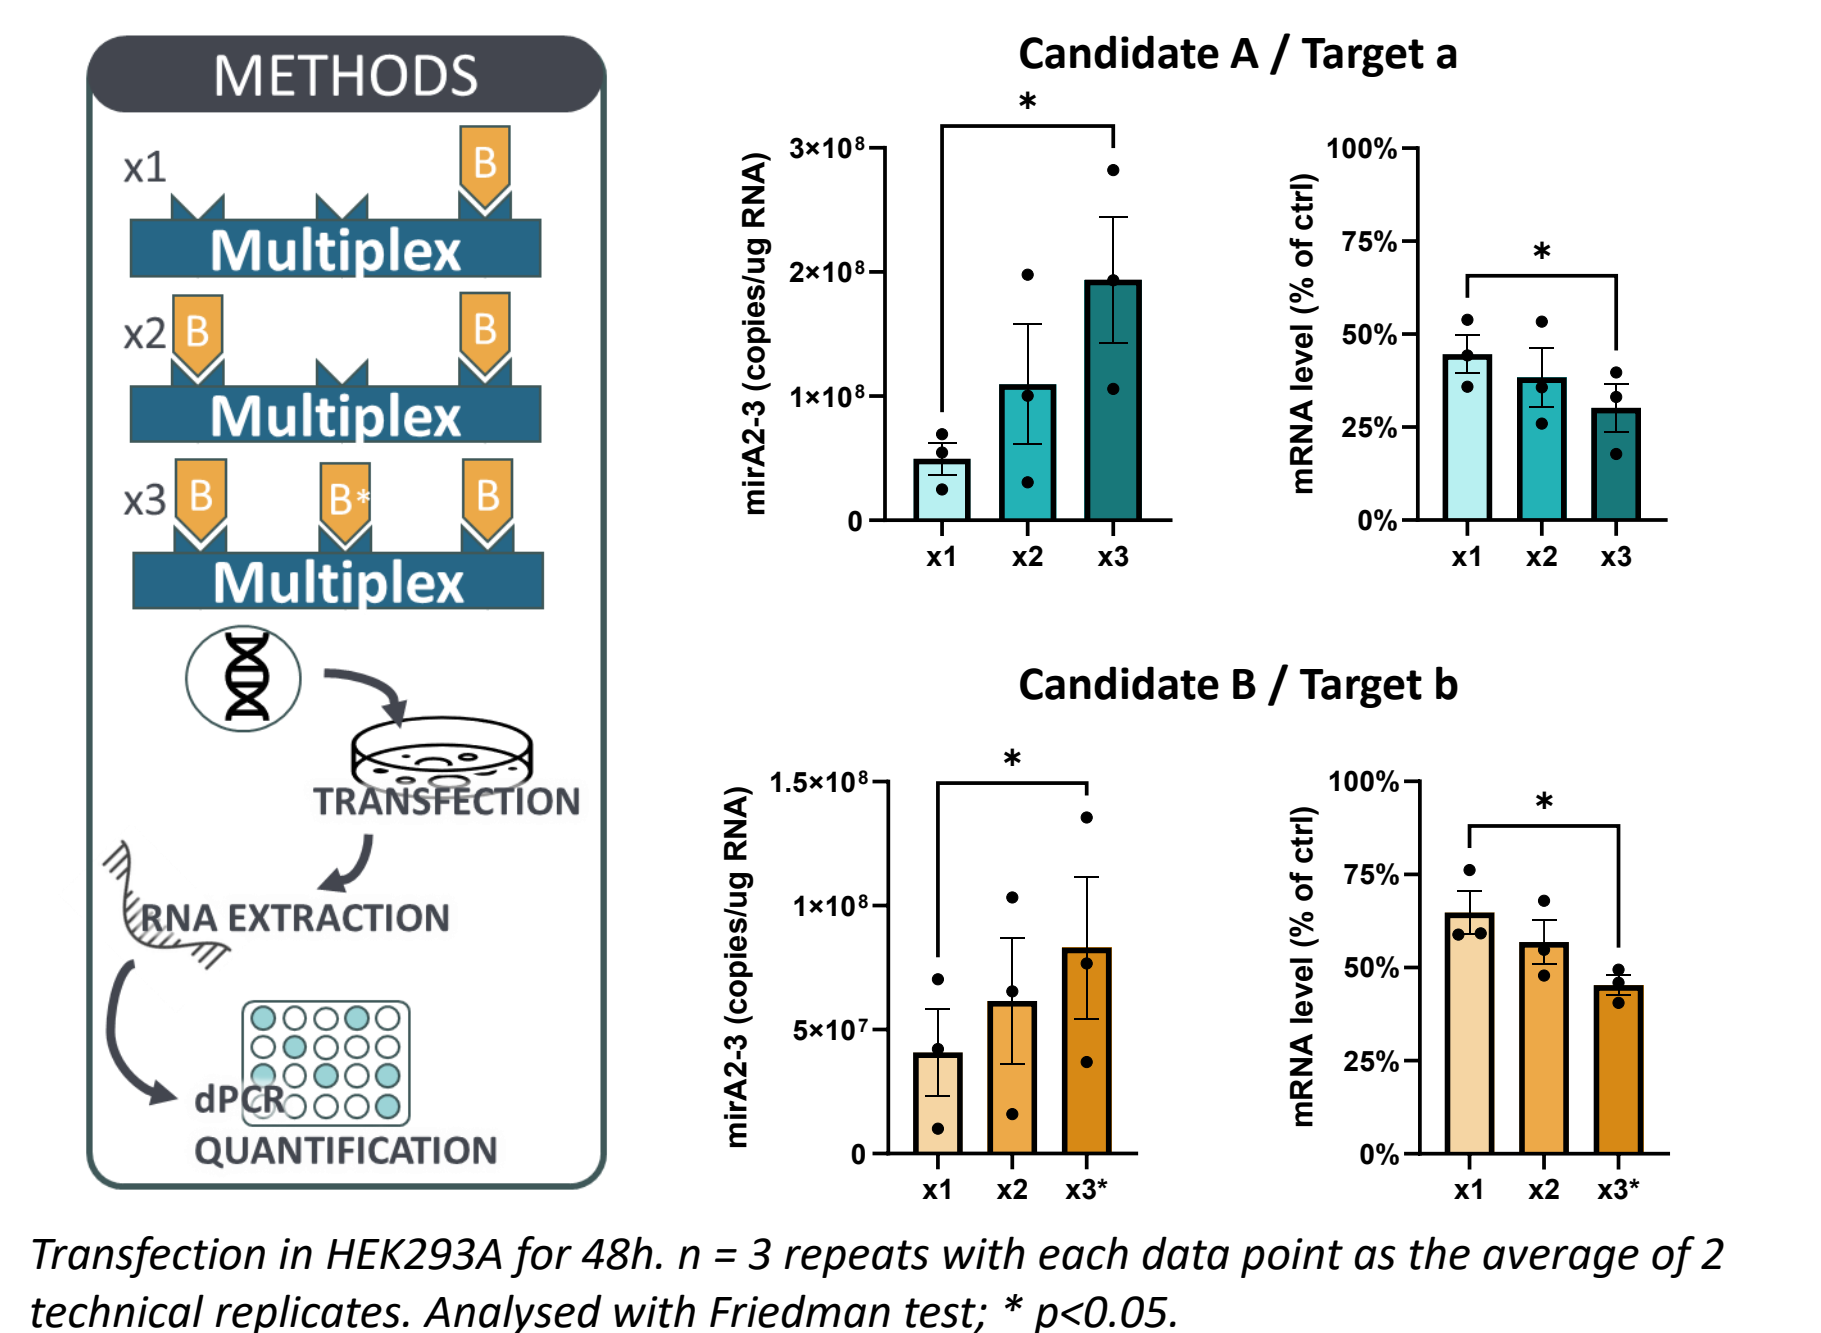 METHODS
x1
B
Multiplex
x2
B
B
Multiplex
x3
B
B*
B
Multiplex
TRANSFECTION
RNA EXTRACTION
dPCR
QUANTIFICATION
Candidate A / Target a
mirA2-3 (copies/ug RNA)
3×10⁸
2×10⁸
1×10⁸
0
*
x1 x2 x3
mRNA level (% of ctrl)
100%
75%
50%
25%
0%
*
x1 x2 x3
Candidate B / Target b
mirA2-3 (copies/ug RNA)
1.5×10⁸
1×10⁸
5×10⁷
0
*
x1 x2 x3*
mRNA level (% of ctrl)
100%
75%
50%
25%
0%
*
x1 x2 x3*
Transfection in HEK293A for 48h. n = 3 repeats with each data point as the average of 2
technical replicates. Analysed with Friedman test; * p<0.05.